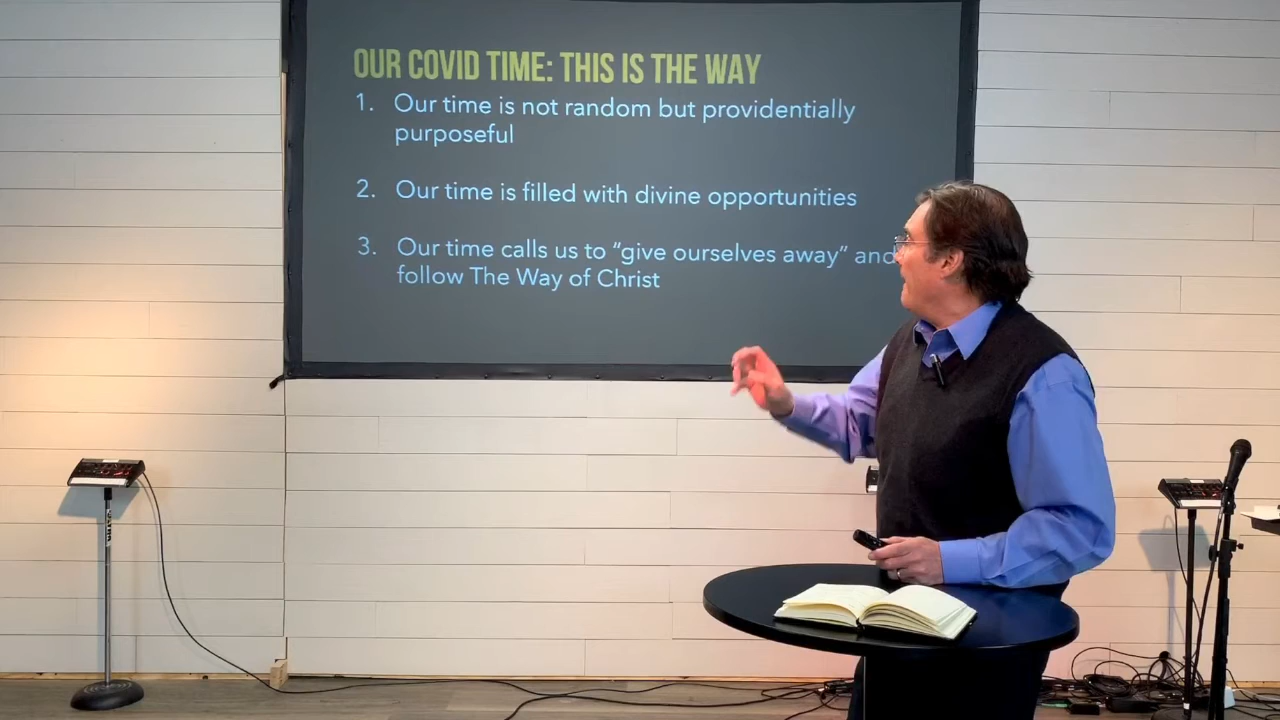 OUR COVID TIME: THIS IS THE WAY
1. Our time is not random but providentially
purposeful
2. Our time is filled with divine opportunities
3. Our time calls us to “give ourselves away” and
follow The Way of Christ